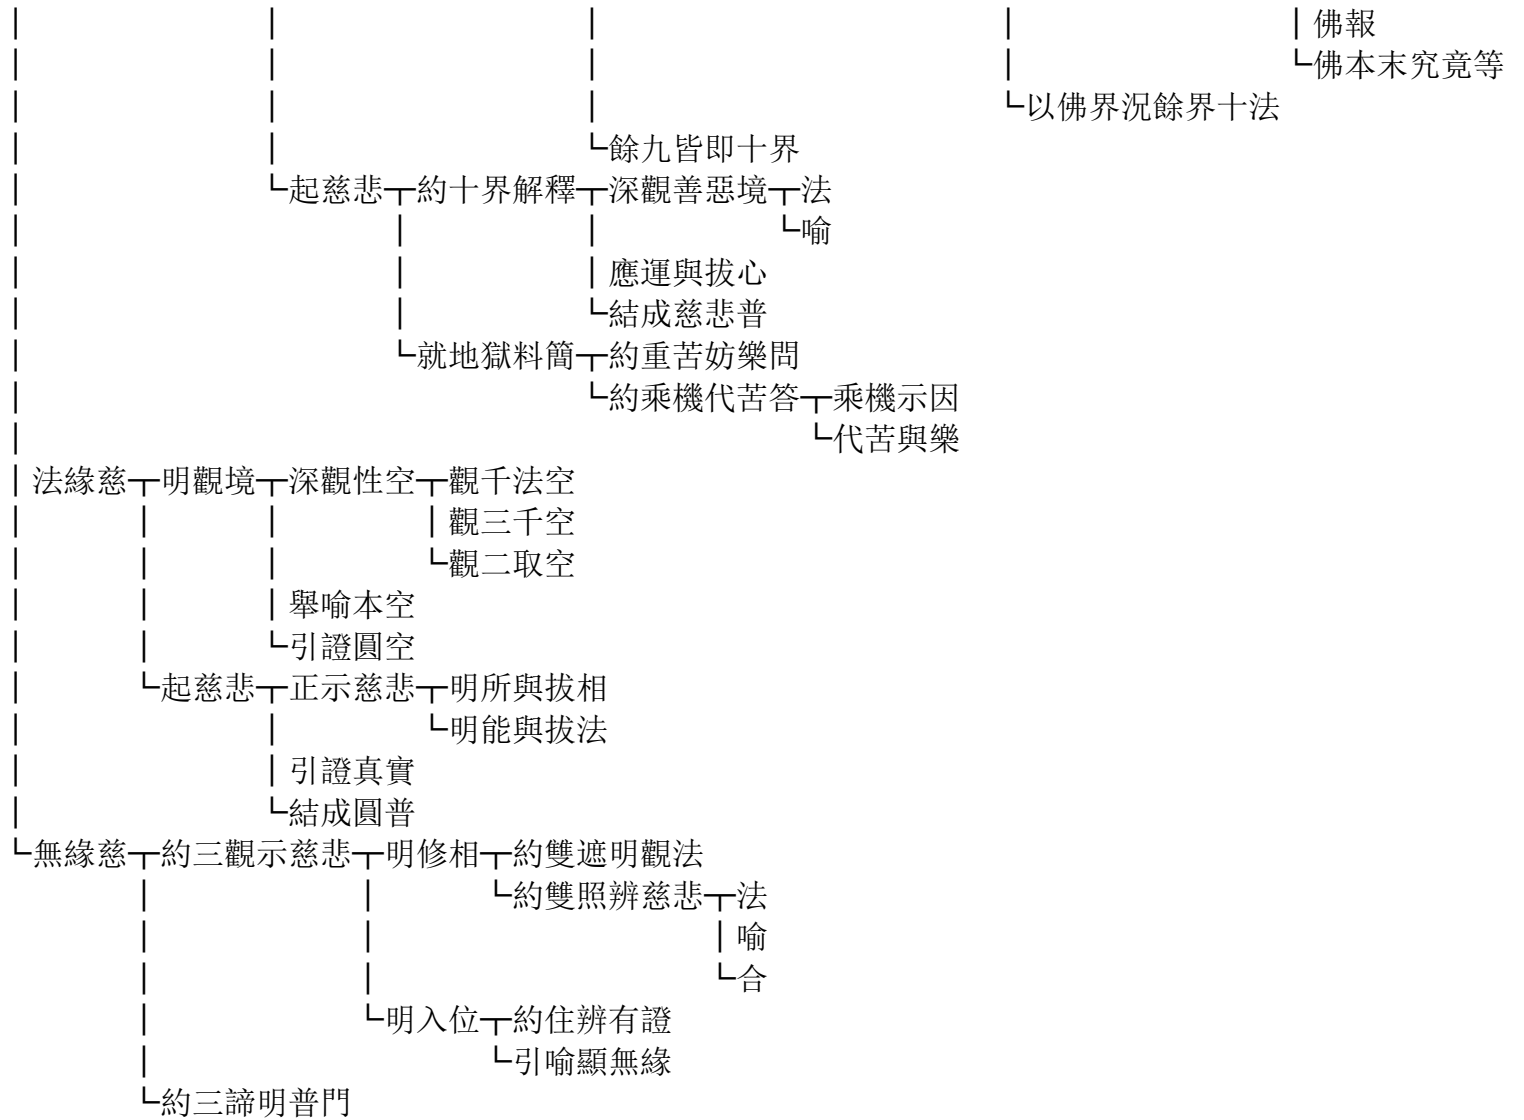 佛報
佛本末究竟等
以佛界況餘界十法
餘九皆即十界
起慈悲 約十界解釋 深觀善惡境 法
喻
應運與拔心
結成慈悲普
就地獄料簡 約重苦妨樂問
約乘機代苦答 乘機示因
代苦與樂
法緣慈 明觀境 深觀性空 觀千法空
觀三千空
觀二取空
舉喻本空
引證圓空
起慈悲 正示慈悲 明所與拔相
明能與拔法
引證真實
結成圓普
無緣慈 約三觀示慈悲 明修相 約雙遮明觀法
約雙照辨慈悲 法
喻
合
明入位 約住辨有證
引喻顯無緣
約三諦明普門